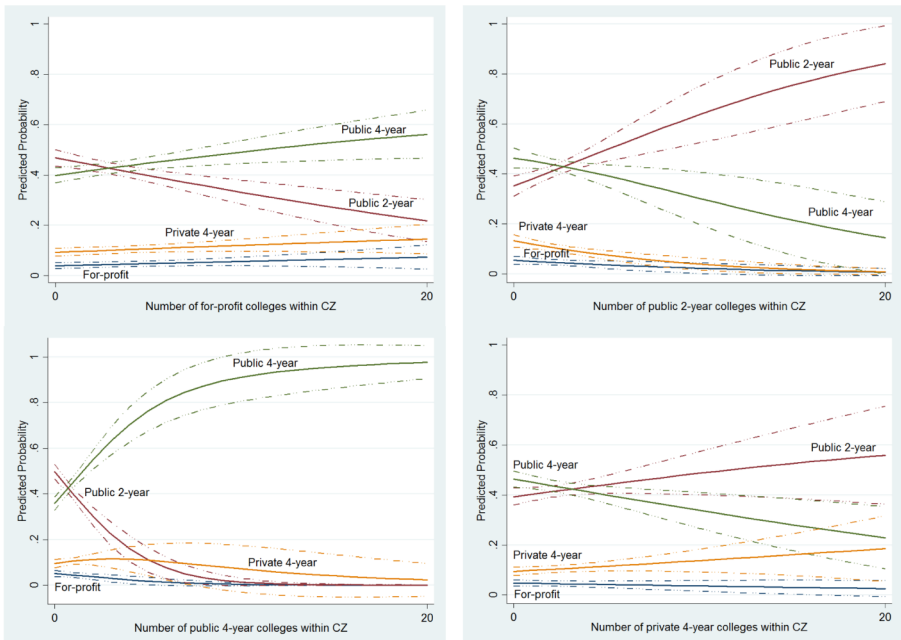 1
.8
.6
.4
.2
0
Predicted Probability
Public 4-year
Public 2-year
Private 4-year
For-profit
0
20
Number of for-profit colleges within CZ
1
.8
.6
.4
.2
0
Predicted Probability
Public 2-year
Public 4-year
Private 4-year
For-profit
0
20
Number of public 2-year colleges within CZ
1
.8
.6
.4
.2
0
Predicted Probability
Public 4-year
Public 2-year
Private 4-year
For-profit
0
20
Number of public 4-year colleges within CZ
1
.8
.6
.4
.2
0
Predicted Probability
Public 2-year
Public 4-year
Private 4-year
For-profit
0
20
Number of private 4-year colleges within CZ